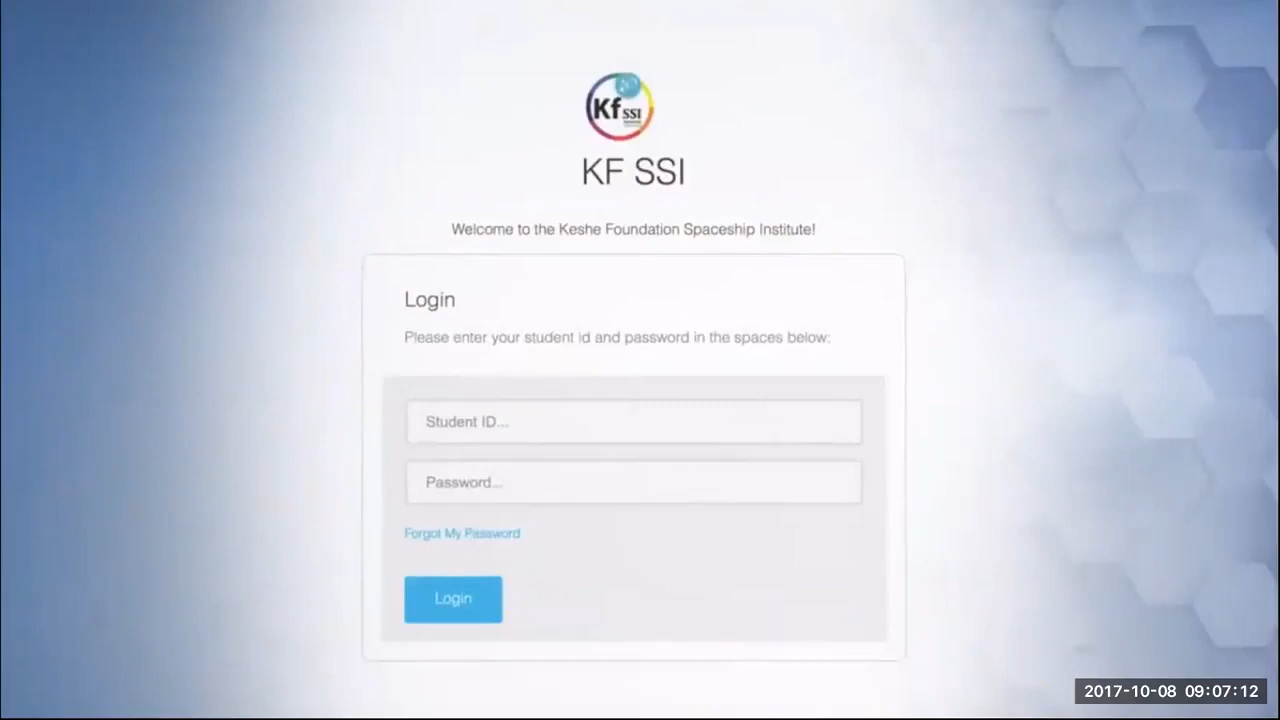 Kf SSI
KF SSI
Welcome to the Keshe Foundation Spaceship Institute!
Login
Please enter your student id and password in the spaces below:
Student ID...
Password...
Forgot My Password
Login
2017-10-08 09:07:12